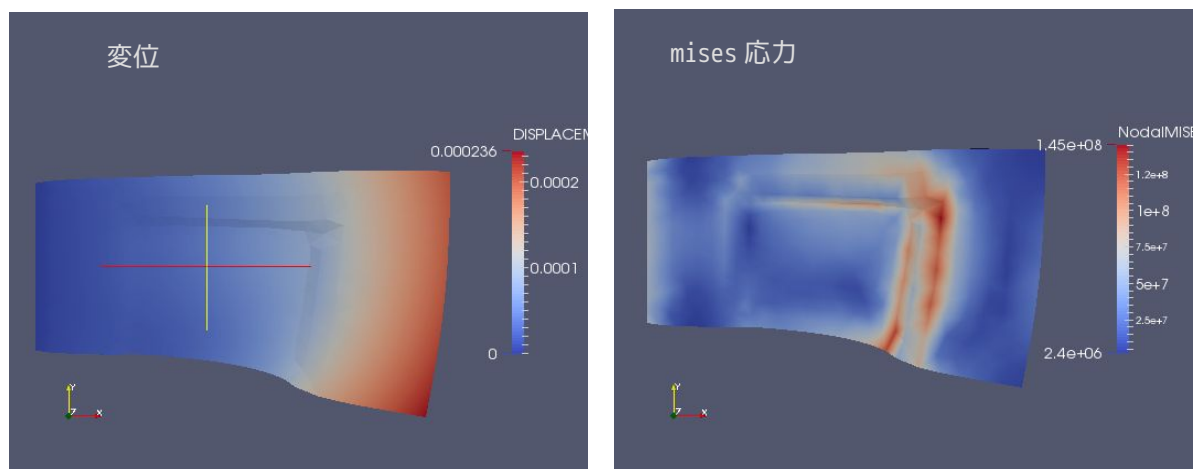 変位
DISPLACEM
0.000236
0.0002
0.0001
0
Y
Z X
mises 応力
NodalMISE
1.45e+08
1.2e+8
1e+8
7.5e+7
5e+7
2.5e+7
2.4e+06
Y
Z X